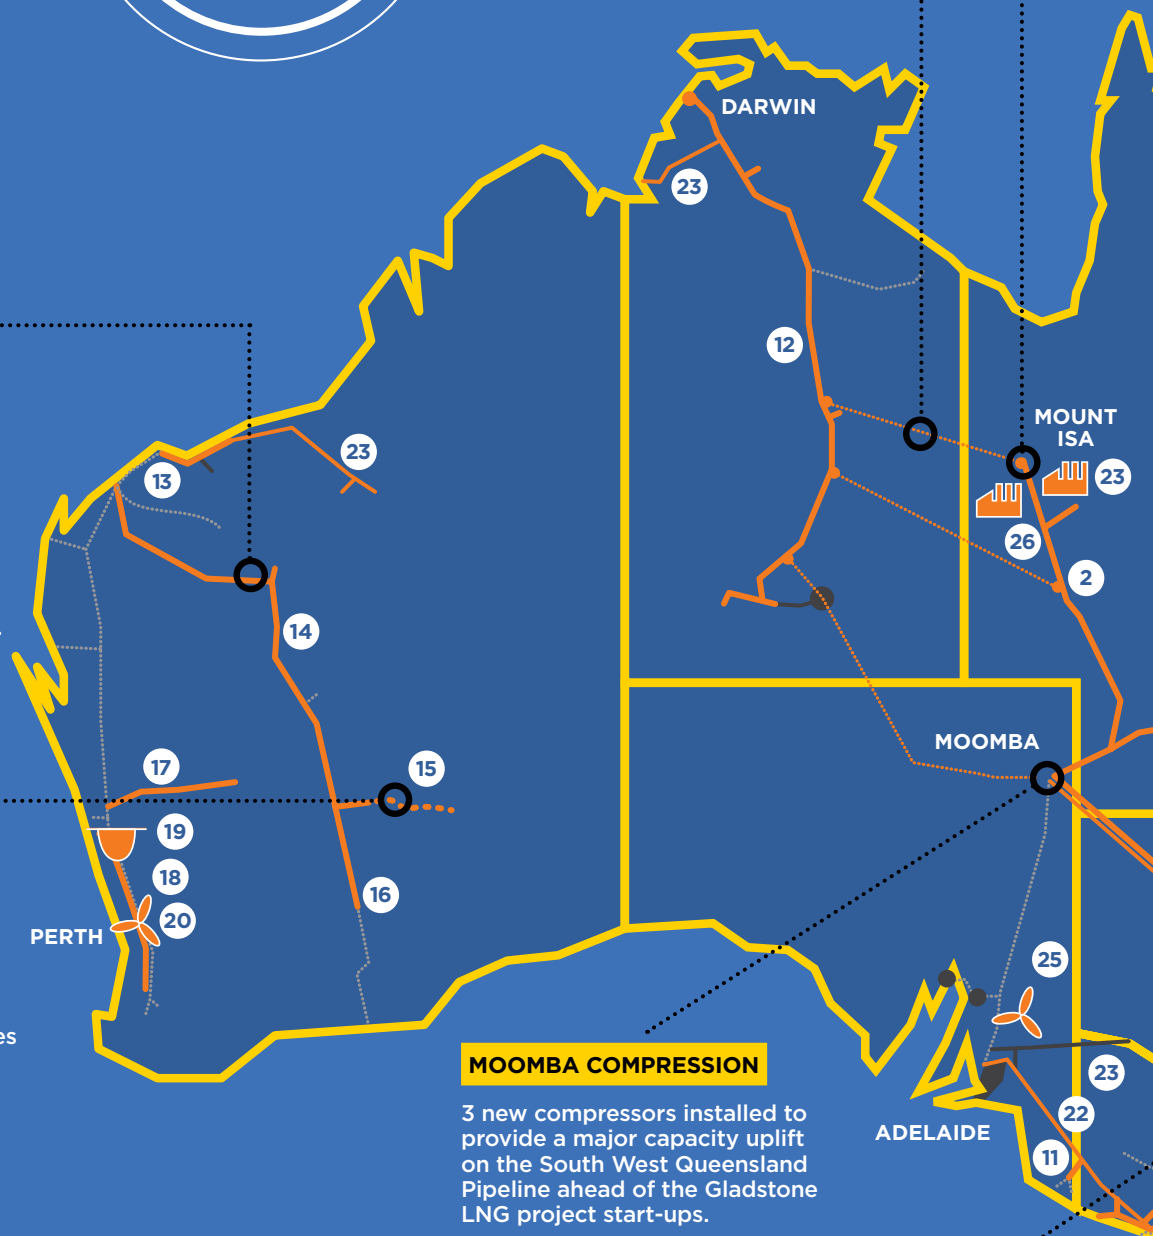 DARWIN
23
12
MOUNT
ISA
23
23
13
26
2
14
MOOMBA
17
15
19
18
16
20
PERTH
25
es
MOOMBA COMPRESSION
23
3 new compressors installed to
provide a major capacity uplift
on the South West Queensland
Pipeline ahead of the Gladstone
LNG project start-ups.
22
ADELAIDE
11